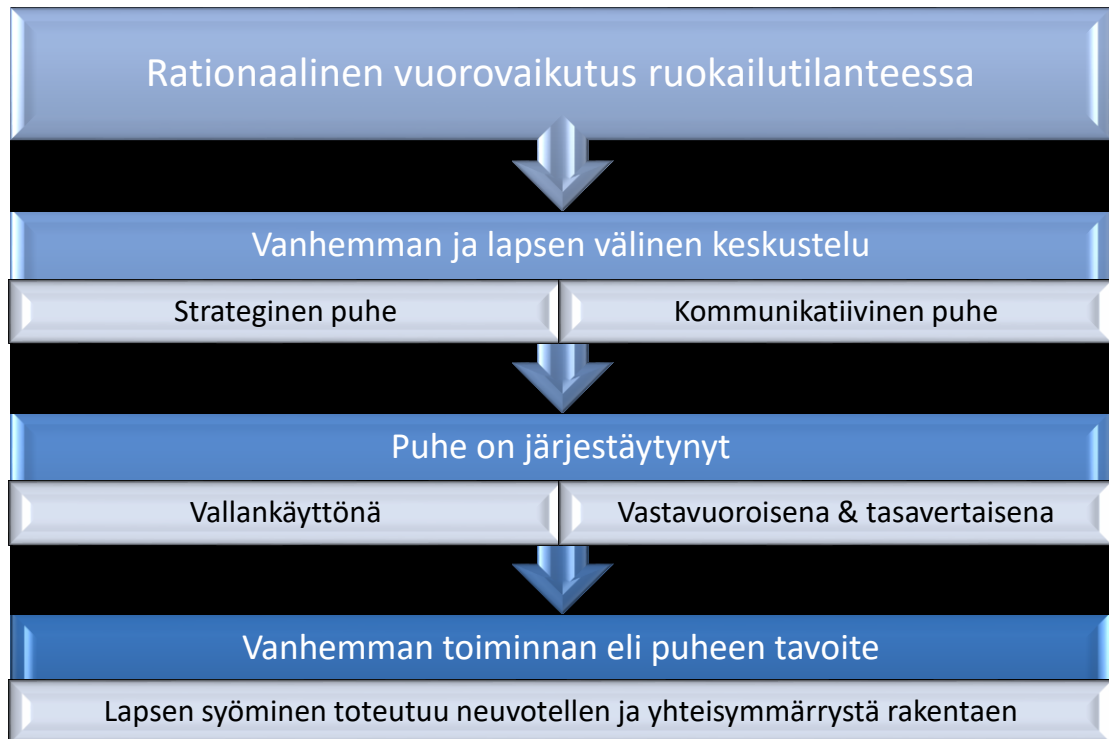 Rationaalinen vuorovaikutus ruokailutilanteessa
Vanhemman ja lapsen välinen keskustelu
Strateginen puhe
Kommunikatiivinen puhe
Puhe on järjestäytynyt
Vallankäyttönä
Vastavuoroisena & tasavertaisena
Vanhemman toiminnan eli puheen tavoite
Lapsen syöminen toteutuu neuvotellen ja yhteisymmärrystä rakentaen